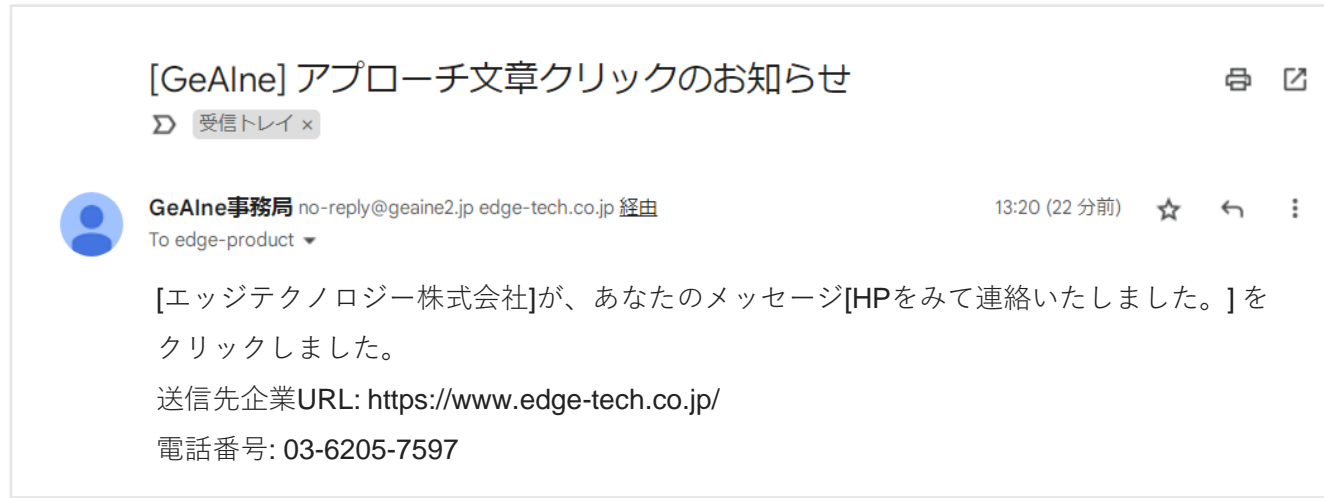 [GeAIne] アプローチ文章クリックのお知らせ
受信トレイ ×
GeAIne事務局 no-reply@geaine2.jp edge-tech.co.jp 経由 13:20 (22 分前)
To edge-product
[エッジテクノロジー株式会社]が、あなたのメッセージ[HPをみて連絡いたしました。] を
クリックしました。
送信先企業URL: https://www.edge-tech.co.jp/
電話番号: 03-6205-7597